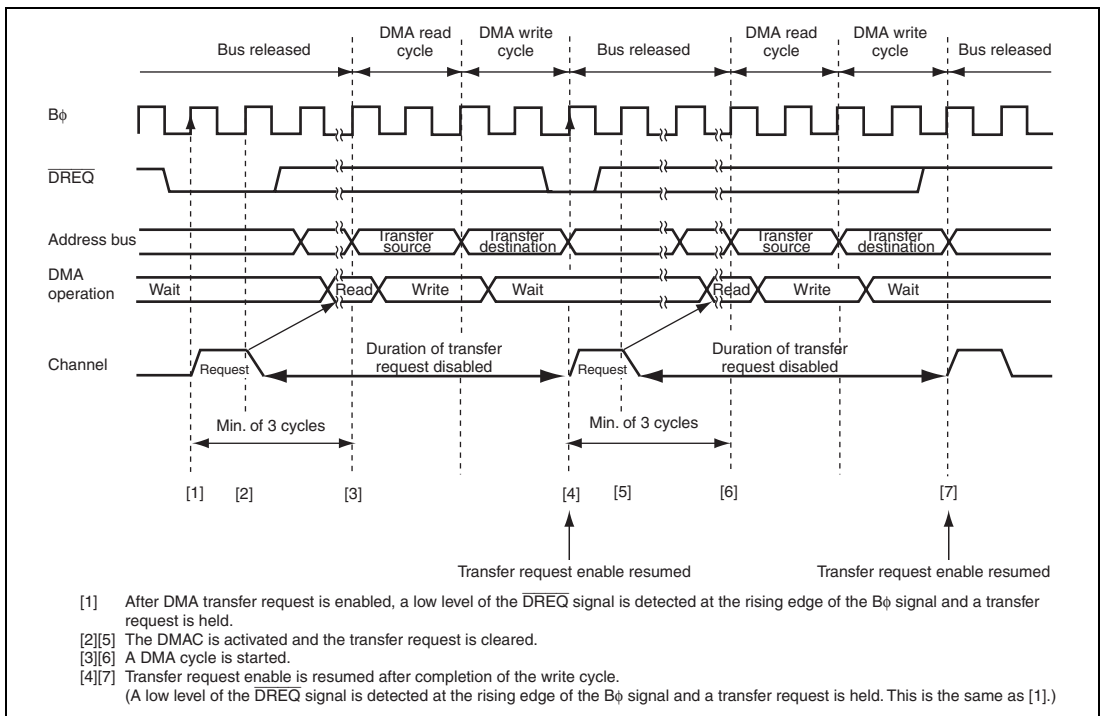 Bus released
DMA read cycle
DMA write cycle
Bus released
DMA read cycle
DMA write cycle
Bus released
Bφ
DREQ
Address bus
Transfer source
Transfer destination
Transfer source
Transfer destination
DMA operation
Wait
Read
Write
Wait
Read
Write
Wait
Channel
Request
Duration of transfer request disabled
Request
Duration of transfer request disabled
Min. of 3 cycles
Min. of 3 cycles
[1]
[2]
[3]
[4]
[5]
[6]
[7]
Transfer request enable resumed
Transfer request enable resumed
[1] After DMA transfer request is enabled, a low level of the DREQ signal is detected at the rising edge of the Bφ signal and a transfer
request is held.
[2][5] The DMAC is activated and the transfer request is cleared.
[3][6] A DMA cycle is started.
[4][7] Transfer request enable is resumed after completion of the write cycle.
(A low level of the DREQ signal is detected at the rising edge of the Bφ signal and a transfer request is held. This is the same as [1].)